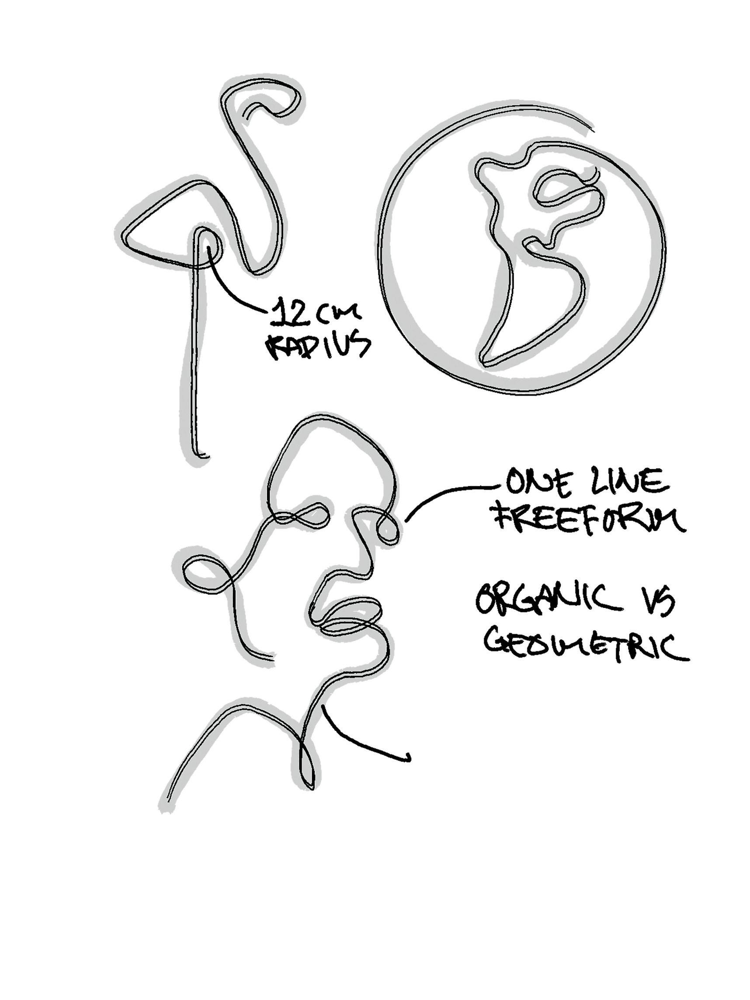 12 cm
RADIUS
ONE LINE
FREEFORM
ORGANIC VS
GEOMETRIC